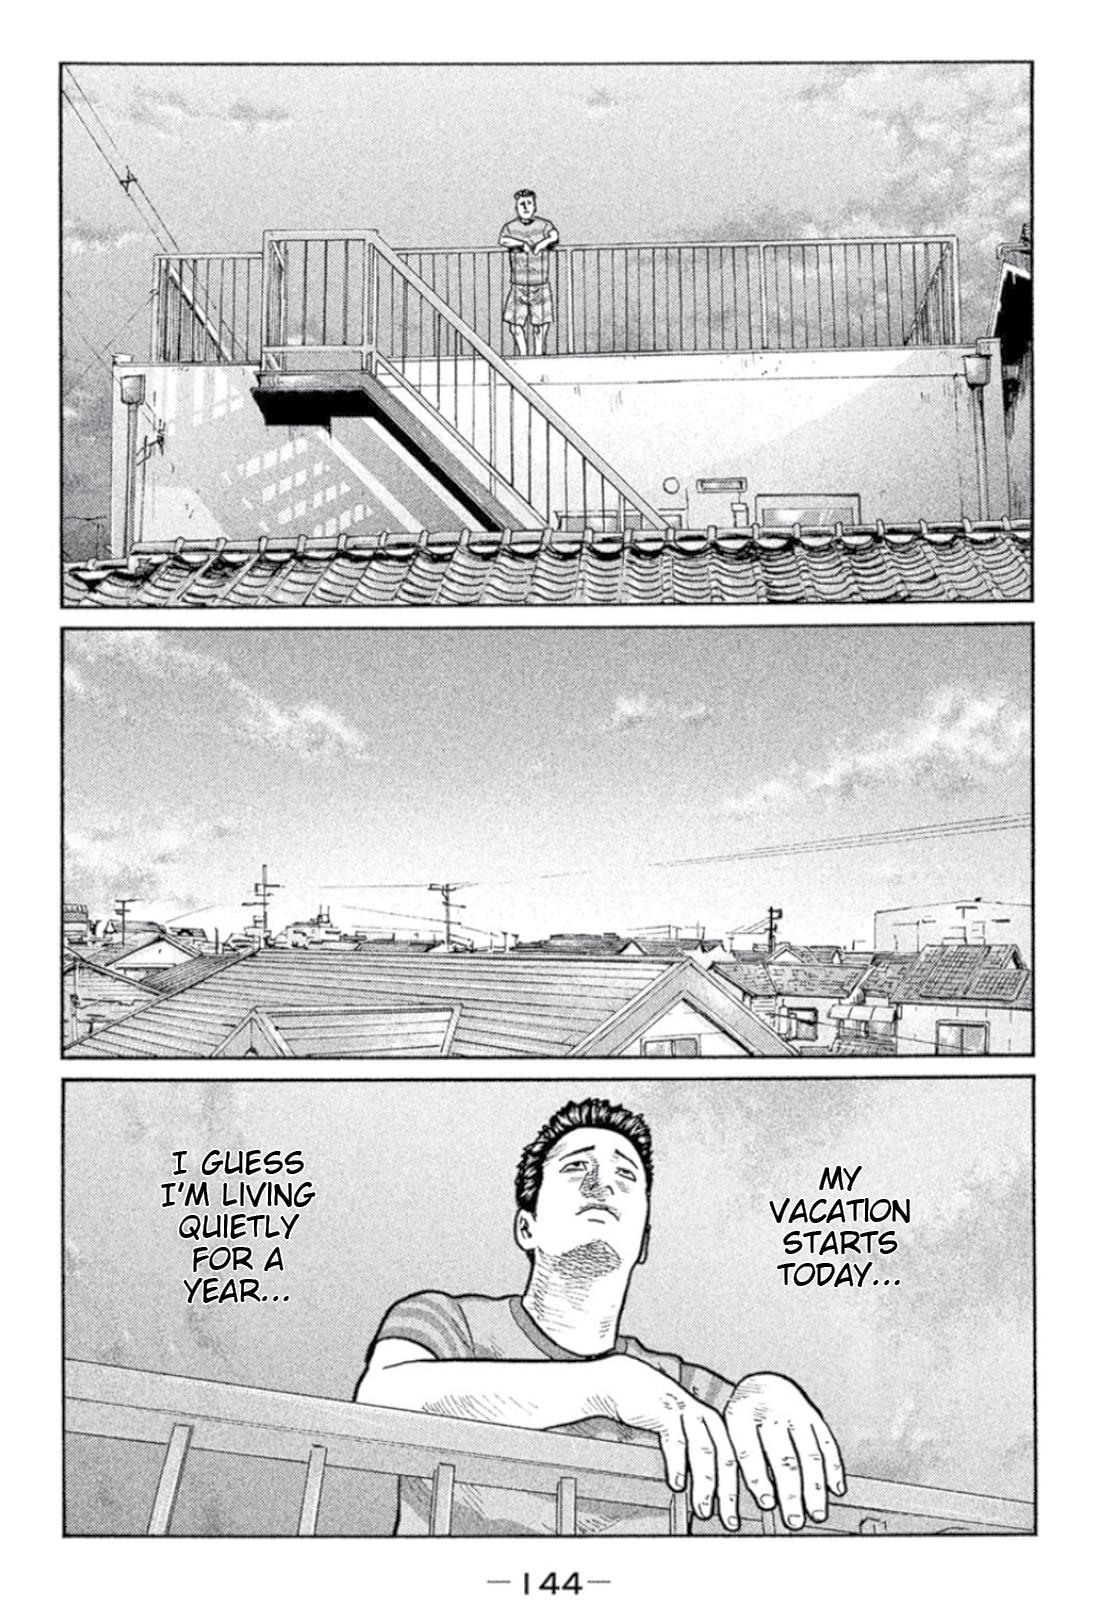 MY
VACATION
STARTS
TODAY...
I GUESS
I'M LIVING
QUIETLY
FOR A
YEAR...
—144—